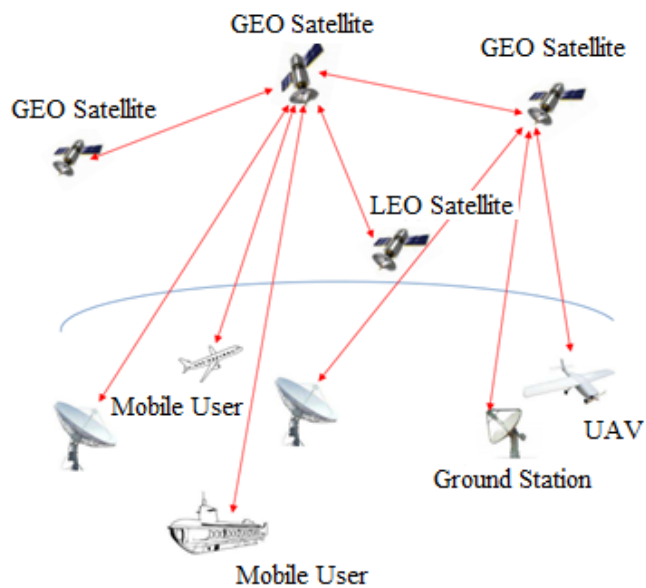 GEO Satellite
GEO Satellite
GEO Satellite
LEO Satellite
Mobile User
UAV
Ground Station
Mobile User